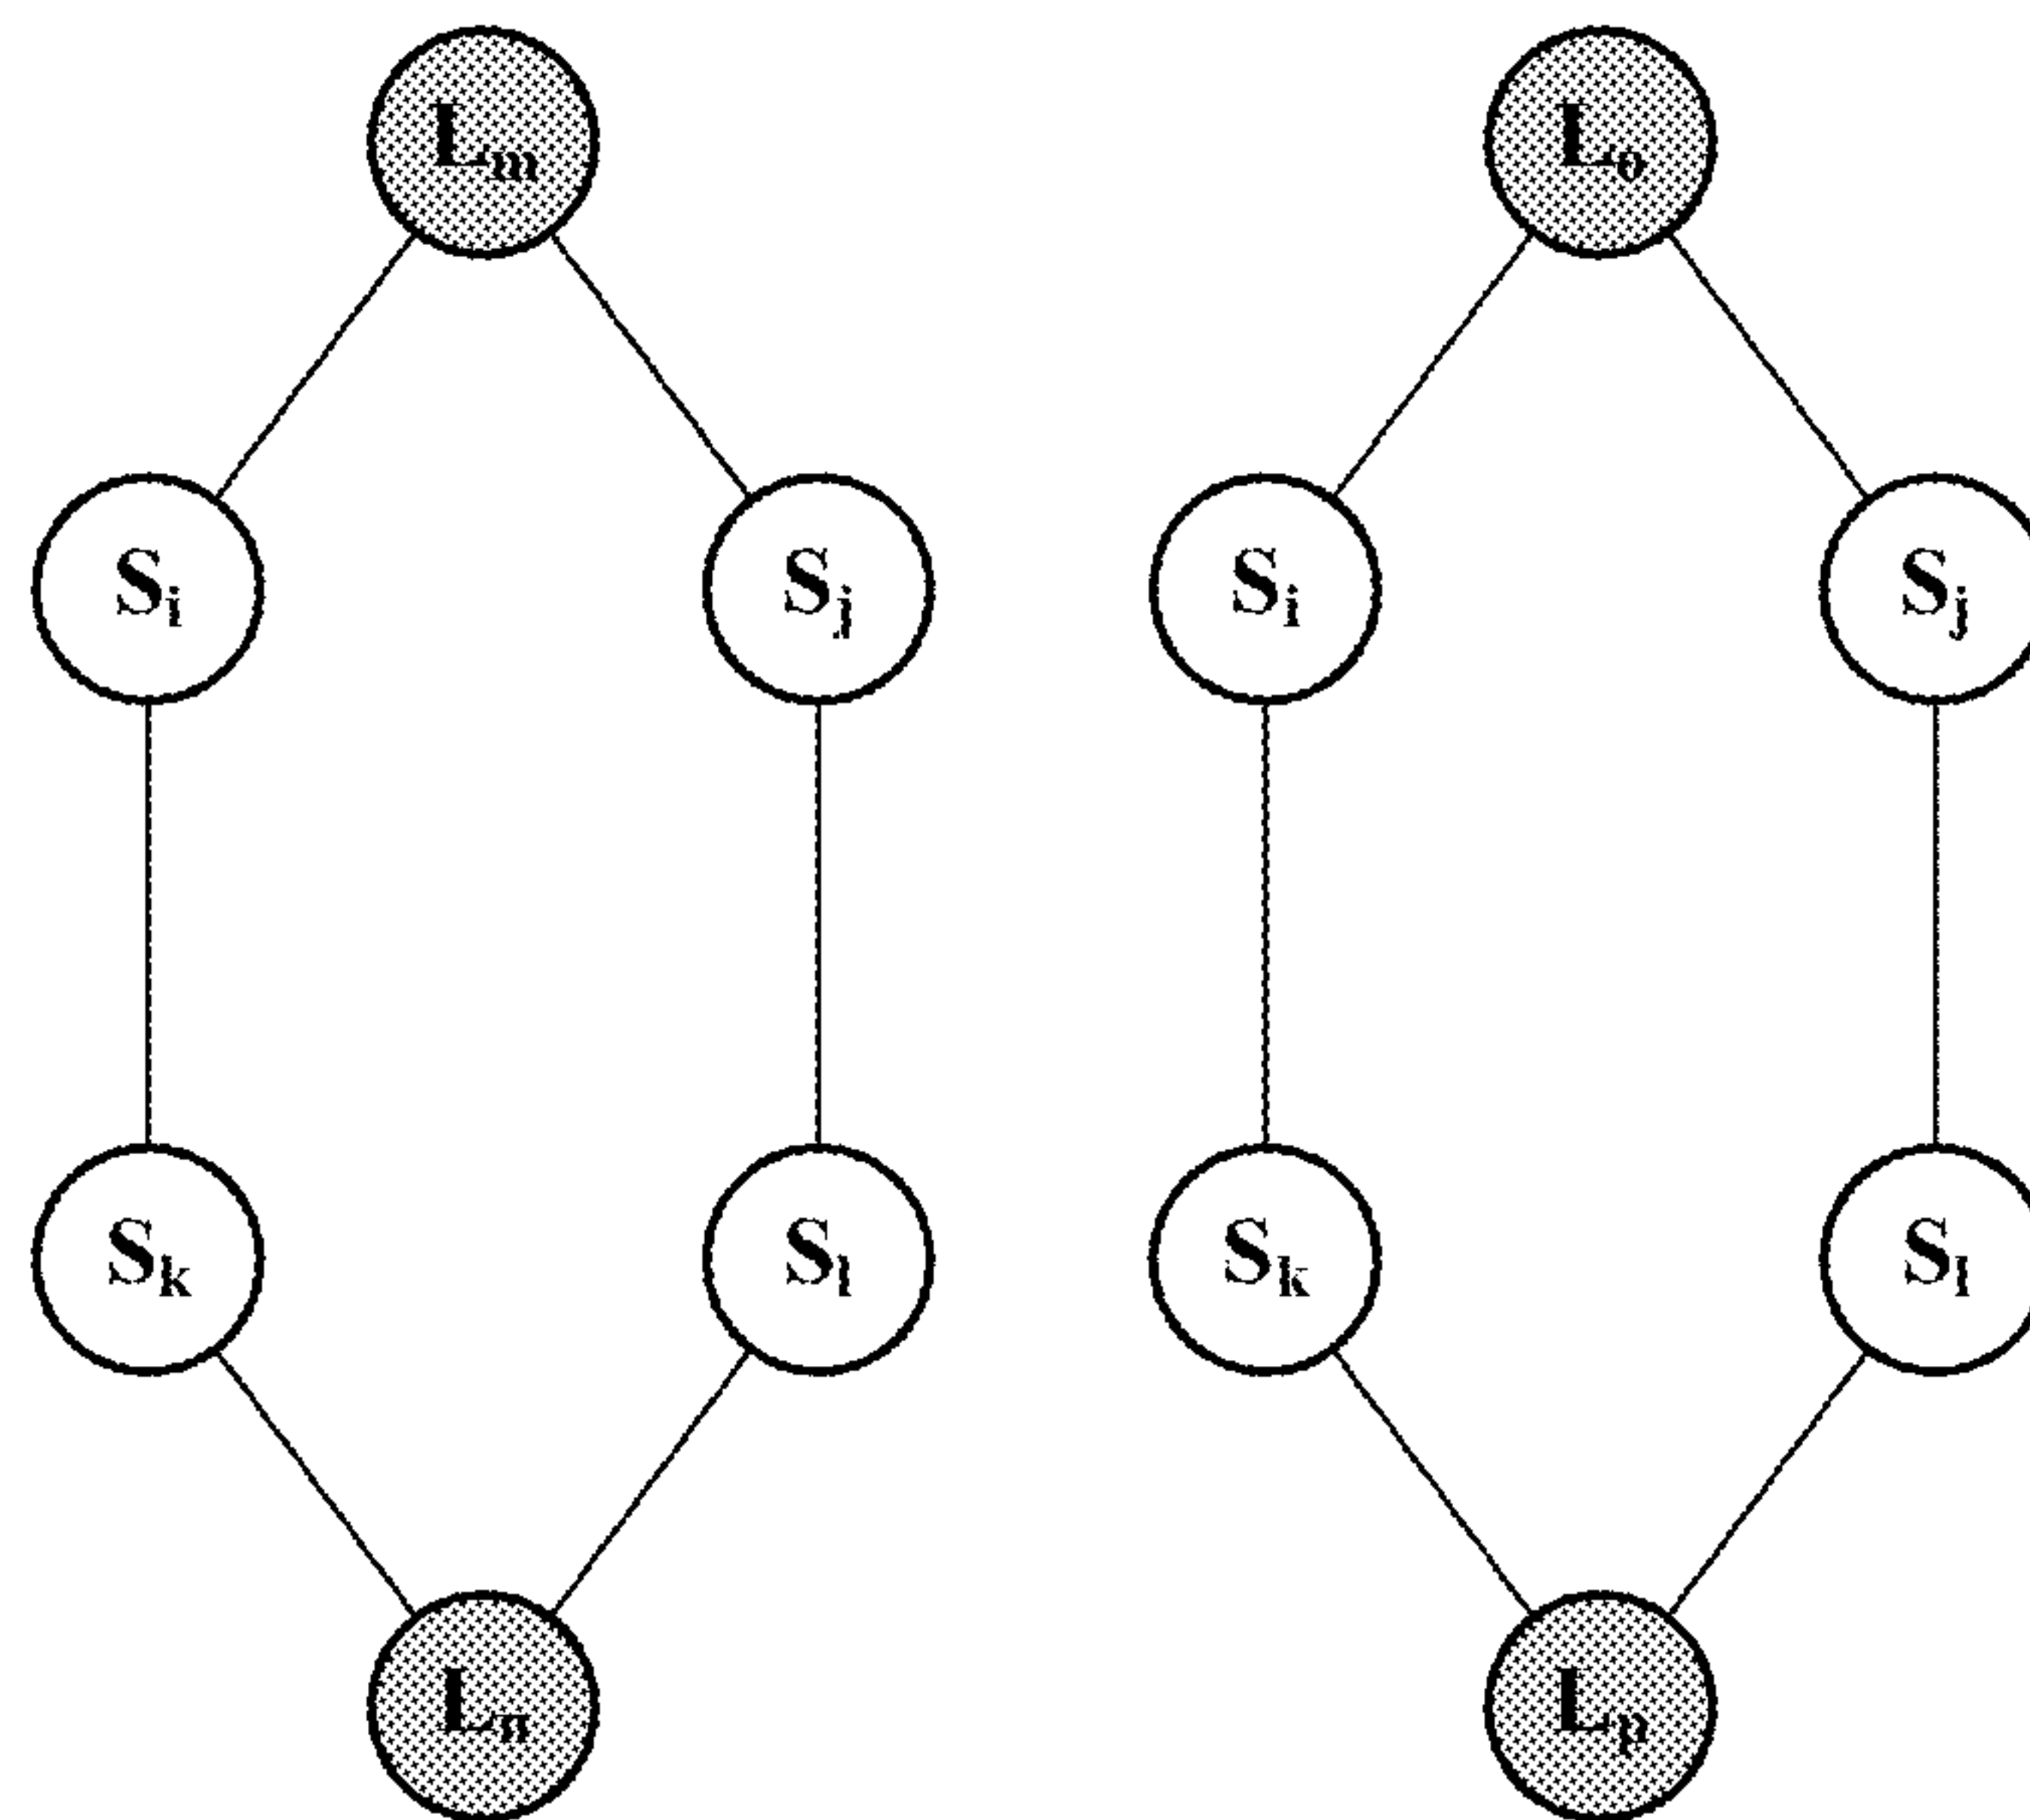 Lₘ Lₒ
Sᵢ Sⱼ Sᵢ Sⱼ
Sₖ Sₗ Sₖ Sₗ
Lₙ Lₚ